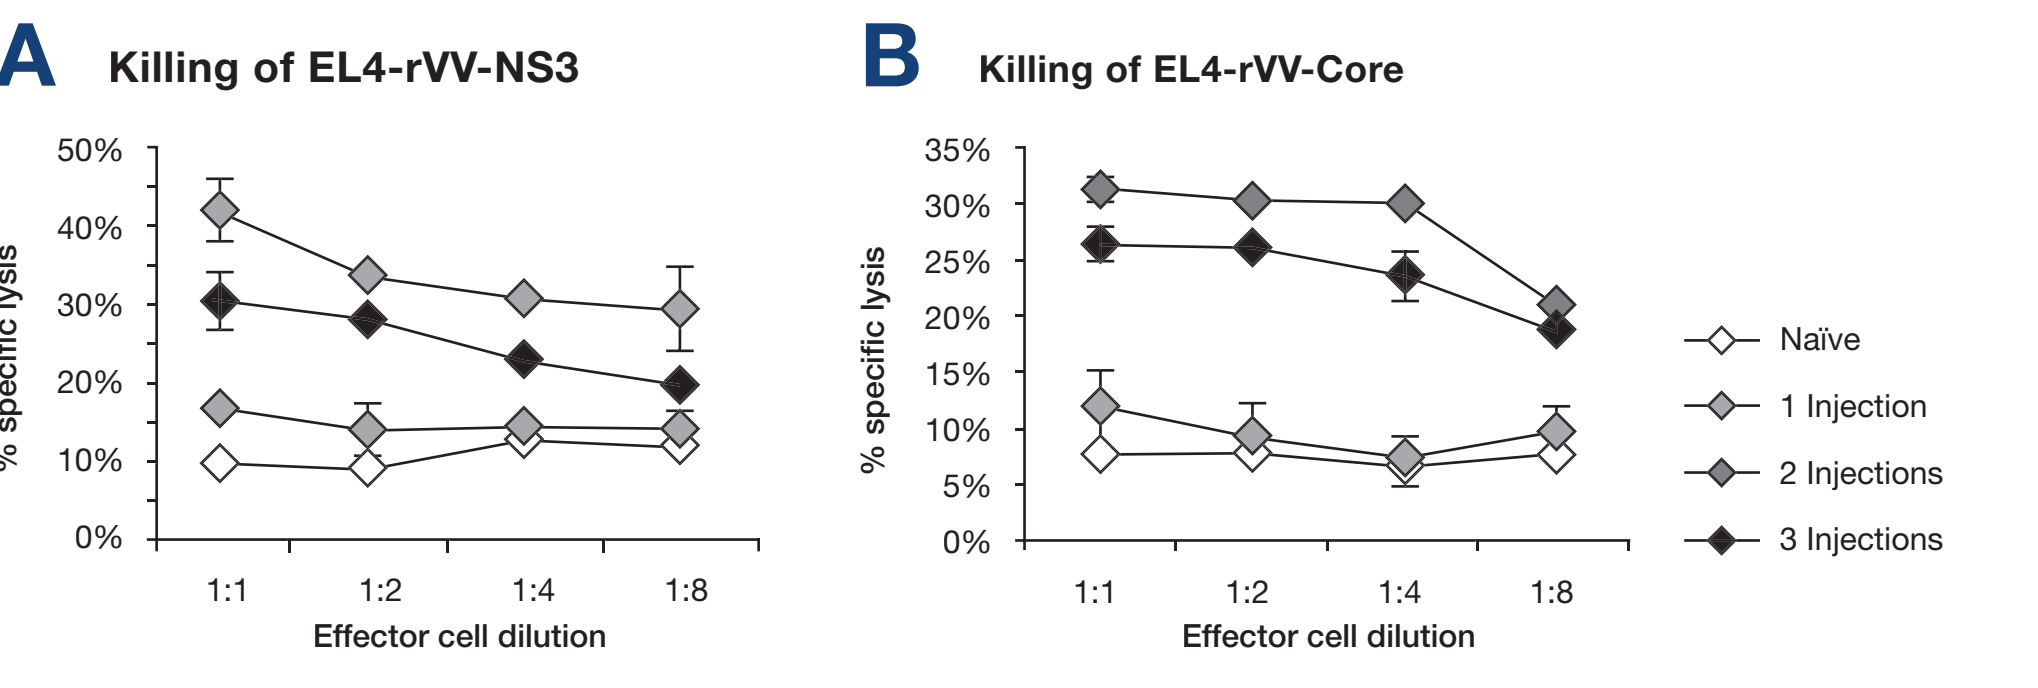 A
Killing of EL4-rVV-NS3
50%
40%
30%
20%
10%
0%
% specific lysis
1:1 1:2 1:4 1:8
Effector cell dilution
B
Killing of EL4-rVV-Core
35%
30%
25%
20%
15%
10%
5%
0%
% specific lysis
1:1 1:2 1:4 1:8
Effector cell dilution
Naïve
1 Injection
2 Injections
3 Injections